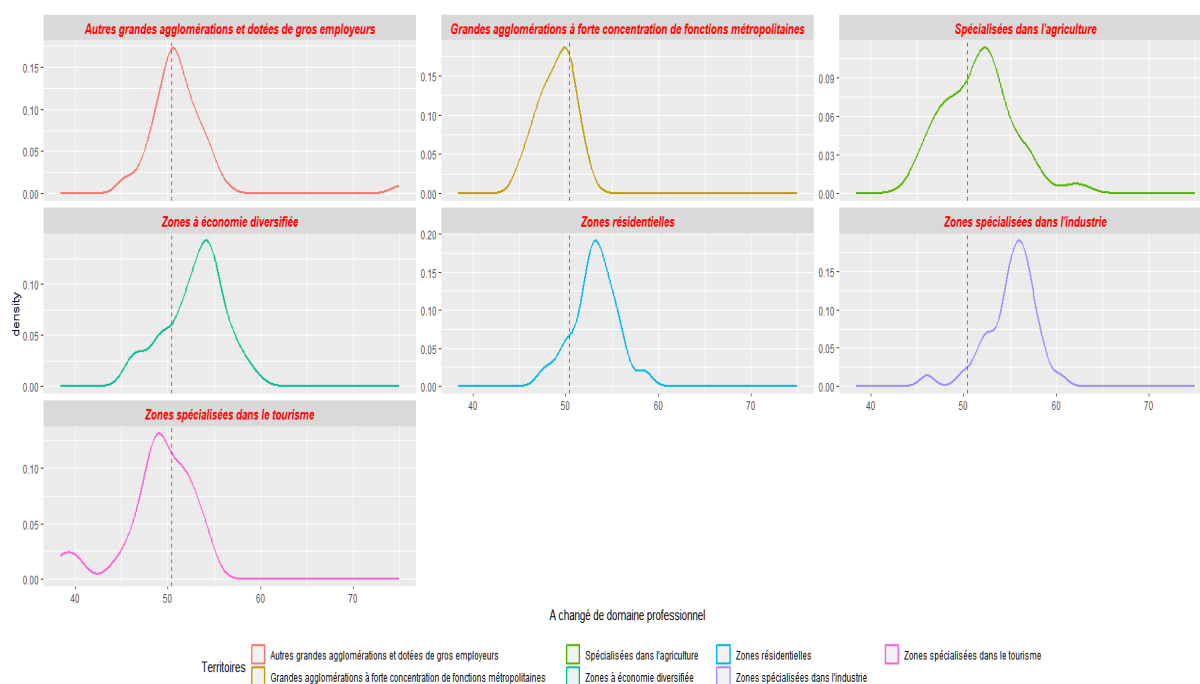 Autres grandes agglomérations et dotées de gros employeurs
Grandes agglomérations à forte concentration de fonctions métropolitaines
Spécialisées dans l'agriculture
0.15
0.10
0.05
0.00
0.15
0.10
0.05
0.00
0.09
0.06
0.03
0.00
Zones à économie diversifiée
Zones résidentielles
Zones spécialisées dans l'industrie
density
0.10
0.05
0.00
0.20
0.15
0.10
0.05
0.00
0.15
0.10
0.05
0.00
40 50 60 70
40 50 60 70
Zones spécialisées dans le tourisme
0.10
0.05
0.00
40 50 60 70
A changé de domaine professionnel
Territoires
Autres grandes agglomérations et dotées de gros employeurs
Grandes agglomérations à forte concentration de fonctions métropolitaines
Spécialisées dans l'agriculture
Zones à économie diversifiée
Zones résidentielles
Zones spécialisées dans l'industrie
Zones spécialisées dans le tourisme